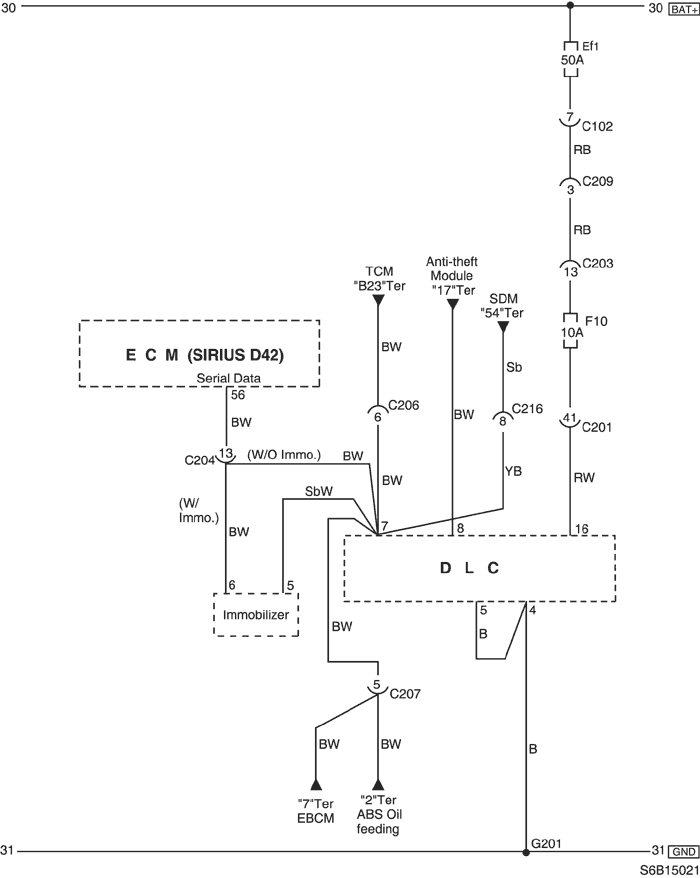 30
30 BAT+
Ef1
50A
7
C102
RB
3
C209
RB
13
C203
F10
10A
41
C201
RW
16
TCM
"B23"Ter
BW
6
C206
BW
7
Anti-theft
Module
"17"Ter
BW
8
SDM
"54"Ter
Sb
8
C216
YB
E C M (SIRIUS D42)
Serial Data
56
BW
13
C204
(W/O Immo.)
BW
(W/
Immo.)
BW
SbW
6
5
Immobilizer
D L C
5
4
B
B
BW
5
C207
BW
BW
"7"Ter
EBCM
"2"Ter
ABS Oil
feeding
G201
31
31 GND
S6B15021